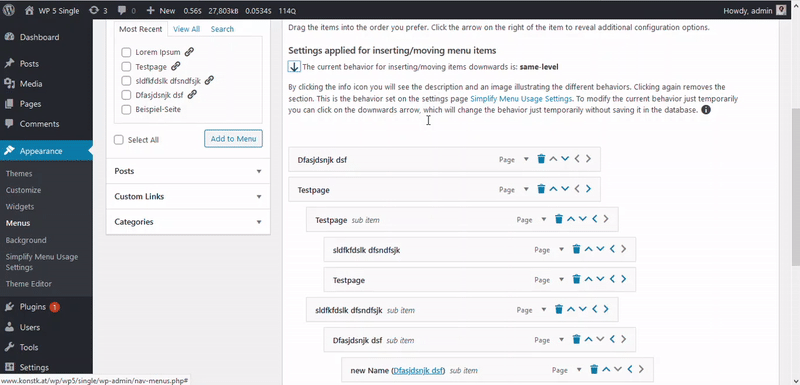 WP 5 Single 6 0 New 0.56S 27,803KB 0.0534S 114Q Howdy, admin
Dashboard
Posts
Media
Pages
Comments
Appearance
Themes
Customize
Widgets
Menus
Background
Simplify Menu Usage
Settings
Theme Editor
Plugins 1
Users
Tools
Settings
www.konstk.at/wp/wp5/single/wp-admin/nav-menus.php#
Most Recent View All Search
Lorem Ipsum
Testpage
sldfkfdslk dfsndfsjk
Dfasjdsnjk dsf
Beispiel-Seite
Select All Add to Menu
Posts
Custom Links
Categories
Drag the items into the order you prefer. Click the arrow on the right of the item to reveal additional configuration options.
Settings applied for inserting/moving menu items
The current behavior for inserting/moving items downwards is: same-level
By clicking the info icon you will see the description and an image illustrating the different behaviors. Clicking again removes the
section. This is the behavior set on the settings page Simplify Menu Usage Settings. To modify the current behavior just temporarily
you can click on the downwards arrow, which will change the behavior just temporarily without saving it in the database.
Dfasjdsnjk dsf Page
Testpage Page
Testpage sub item Page
sldfkfdslk dfsndfsjk Page
Testpage Page
sldfkfdslk dfsndfsjk sub item Page
Dfasjdsnjk dsf sub item Page
new Name (Dfasjdsnjk dsf) sub item Page